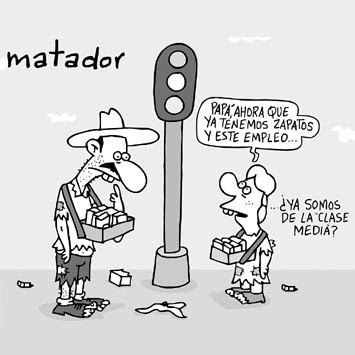 matador
PAPÁ, AHORA QUE
YA TENEMOS ZAPATOS
Y ESTE EMPLEO...
...¿YA SOMOS
DE LA "CLASE
MEDIA"?